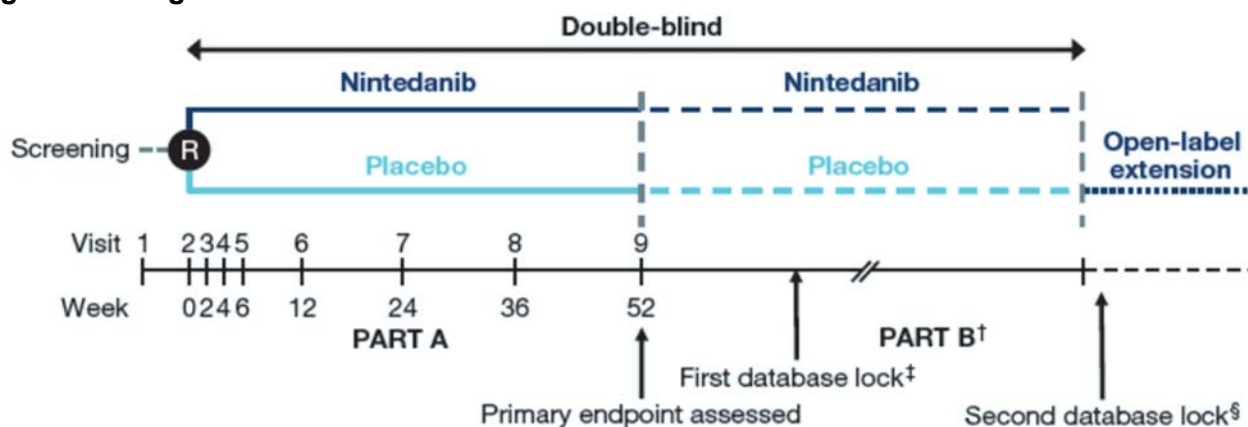 Double-blind
Nintedanib Nintedanib
Screening R
Placebo Placebo
Open-label
extension
Visit 1 2 3 4 5 6 7 8 9
Week 0 2 4 6 12 24 36 52
PART A PART B†
First database lock‡
Primary endpoint assessed Second database lock§